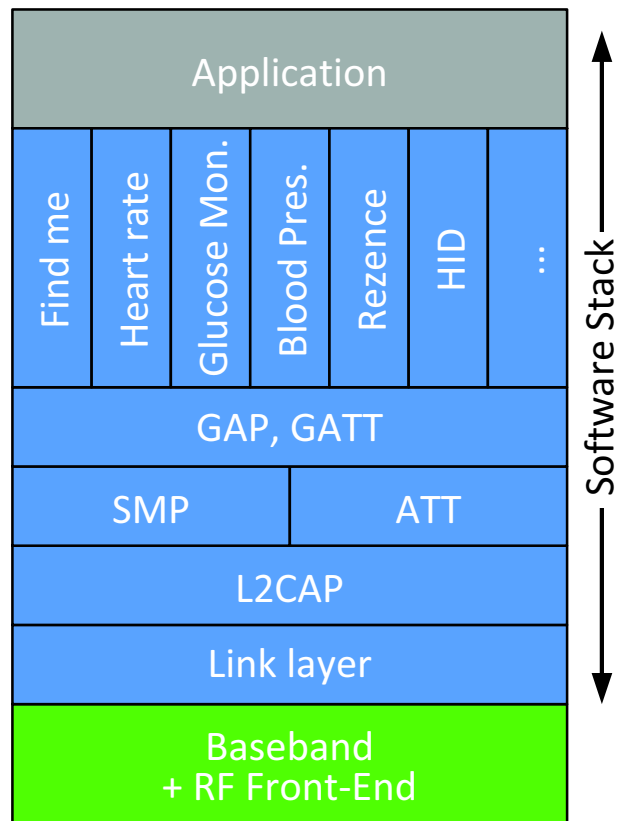 Application
Find me
Heart rate
Glucose Mon.
Blood Pres.
Rezence
HID
...
GAP, GATT
SMP
ATT
L2CAP
Link layer
Baseband
+ RF Front-End
Software Stack